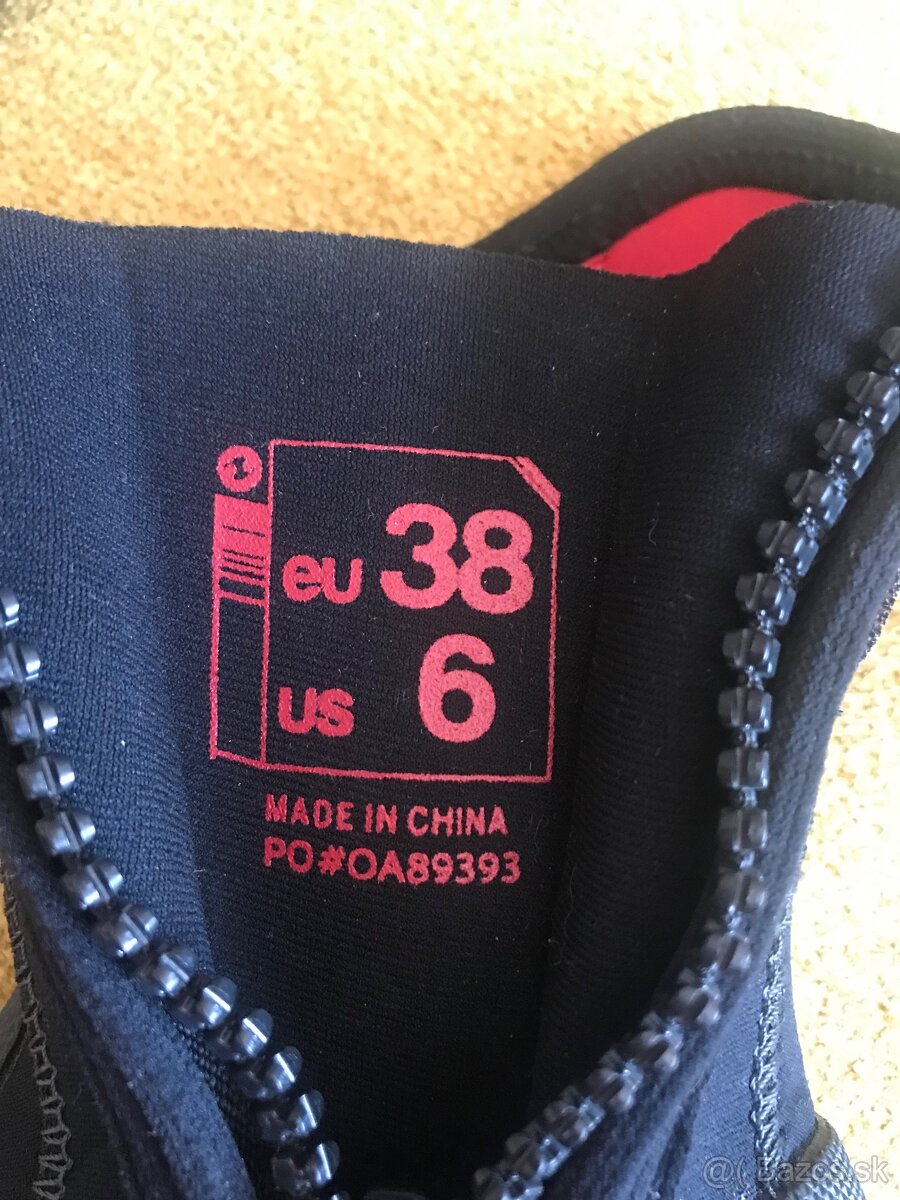 eu 38
us 6
MADE IN CHINA
PO#OA89393
@( Bazos.sk